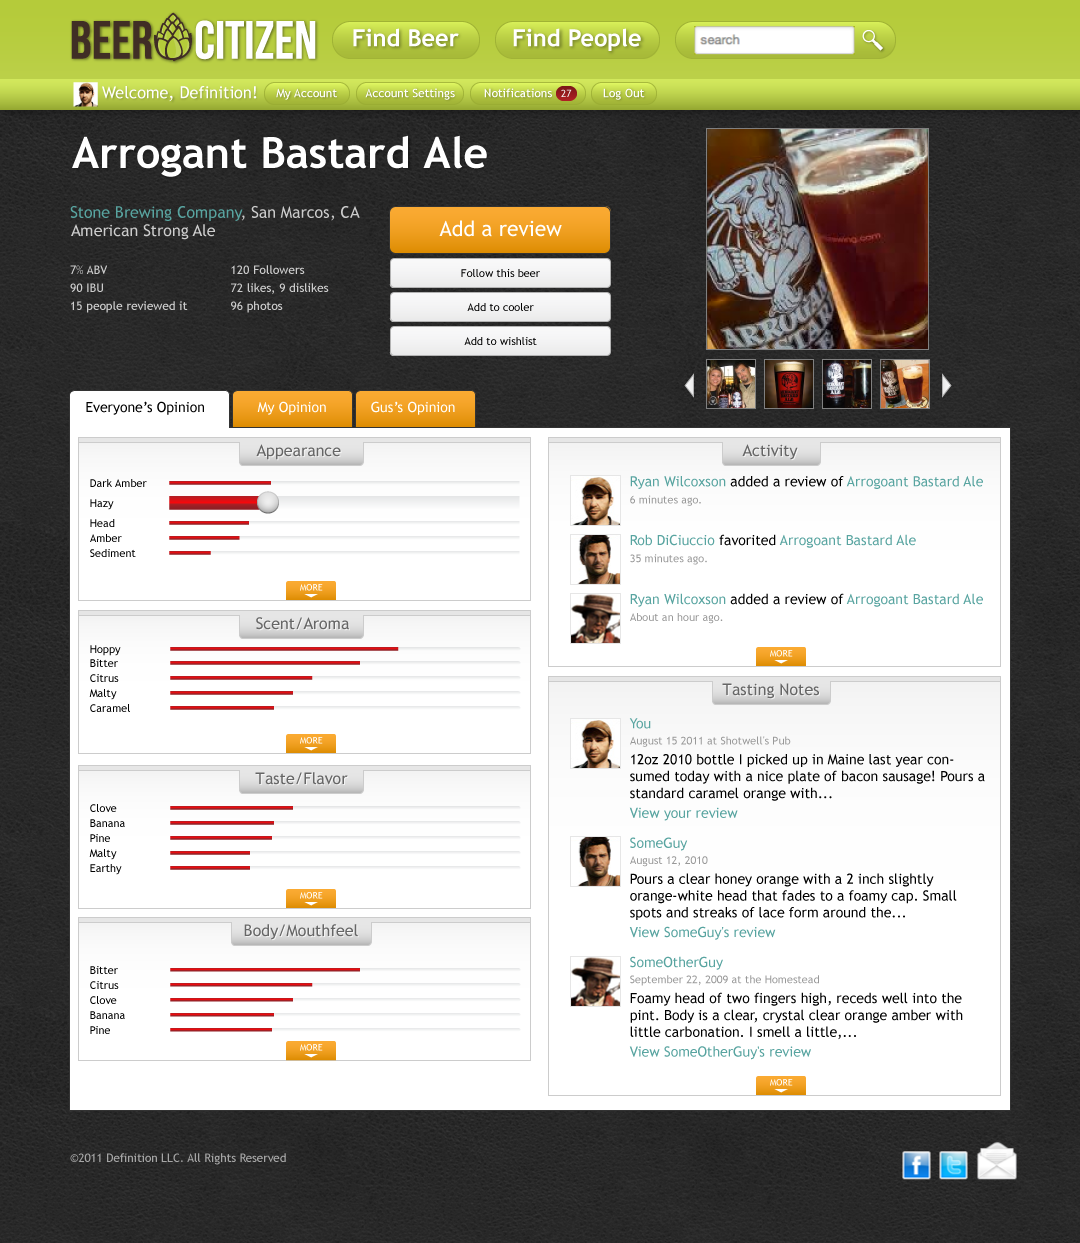 BEER CITIZEN
Find Beer
Find People
search
Welcome, Definition!
My Account
Account Settings
Notifications 27
Log Out
Arrogant Bastard Ale
Stone Brewing Company, San Marcos, CA
American Strong Ale
7% ABV
90 IBU
15 people reviewed it
120 Followers
72 likes, 9 dislikes
96 photos
Add a review
Follow this beer
Add to cooler
Add to wishlist
Everyone's Opinion
My Opinion
Gus's Opinion
Appearance
Dark Amber
Hazy
Head
Amber
Sediment
MORE
Scent/Aroma
Hoppy
Bitter
Citrus
Malty
Caramel
MORE
Taste/Flavor
Clove
Banana
Pine
Malty
Earthy
MORE
Body/Mouthfeel
Bitter
Citrus
Clove
Banana
Pine
MORE
Activity
Ryan Wilcoxson added a review of Arrogoant Bastard Ale
6 minutes ago.
Rob DiCiuccio favorited Arrogoant Bastard Ale
35 minutes ago.
Ryan Wilcoxson added a review of Arrogoant Bastard Ale
About an hour ago.
MORE
Tasting Notes
You
August 15 2011 at Shotwell's Pub
12oz 2010 bottle I picked up in Maine last year con-
sumed today with a nice plate of bacon sausage! Pours a
standard caramel orange with...
View your review
SomeGuy
August 12, 2010
Pours a clear honey orange with a 2 inch slightly
orange-white head that fades to a foamy cap. Small
spots and streaks of lace form around the...
View SomeGuy's review
SomeOtherGuy
September 22, 2009 at the Homestead
Foamy head of two fingers high, receds well into the
pint. Body is a clear, crystal clear orange amber with
little carbonation. I smell a little,...
View SomeOtherGuy's review
MORE
©2011 Definition LLC. All Rights Reserved